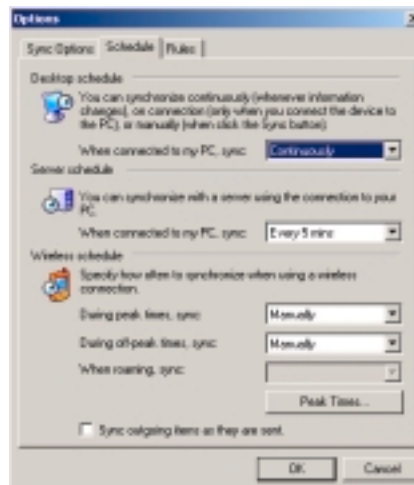 Options
Sync Options Schedule Rules
Desktop schedule
You can synchronize continuously (whenever information
changes), on connection (only when you connect the device to
the PC), or manually (when click the Sync button).
When connected to my PC, sync: Continuously
Server schedule
You can synchronize with a server using the connection to your
PC.
When connected to my PC, sync: Every 5 mins
Wireless schedule
Specify how often to synchronize when using a wireless
connection.
During peak times, sync: Manually
During off-peak times, sync: Manually
When roaming, sync:
Peak Times...
Sync outgoing items as they are sent.
OK Cancel